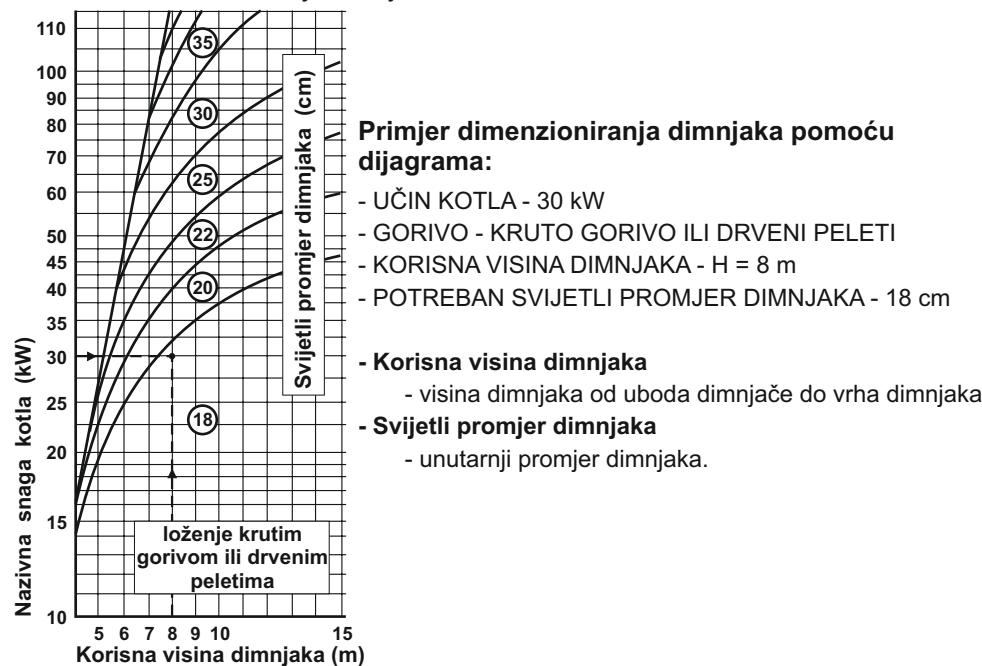 110
100
90
80
70
60
50
45
40
35
30
25
20
15
10
Nazivna snaga kotla (kW)
35
30
25
22
20
18
Svijetli promjer dimnjaka (cm)
loženje krutim
gorivom ili drvenim
peletima
5 6 7 8 9 10 15
Korisna visina dimnjaka (m)
Primjer dimenzioniranja dimnjaka pomoću
dijagrama:
- UČIN KOTLA - 30 kW
- GORIVO - KRUTO GORIVO ILI DRVENI PELETI
- KORISNA VISINA DIMNJAKA - H = 8 m
- POTREBAN SVIJETLI PROMJER DIMNJAKA - 18 cm
- Korisna visina dimnjaka
- visina dimnjaka od uboda dimnjače do vrha dimnjaka
- Svijetli promjer dimnjaka
- unutarnji promjer dimnjaka.